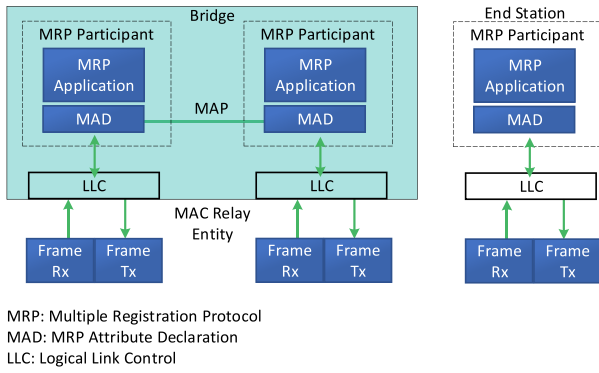 Bridge
End Station
MRP Participant
MRP Participant
MRP Participant
MRP
Application
MRP
Application
MRP
Application
MAD
MAP
MAD
MAD
LLC
LLC
LLC
MAC Relay
Entity
Frame
Rx
Frame
Tx
Frame
Rx
Frame
Tx
Frame
Rx
Frame
Tx
MRP: Multiple Registration Protocol
MAD: MRP Attribute Declaration
LLC: Logical Link Control